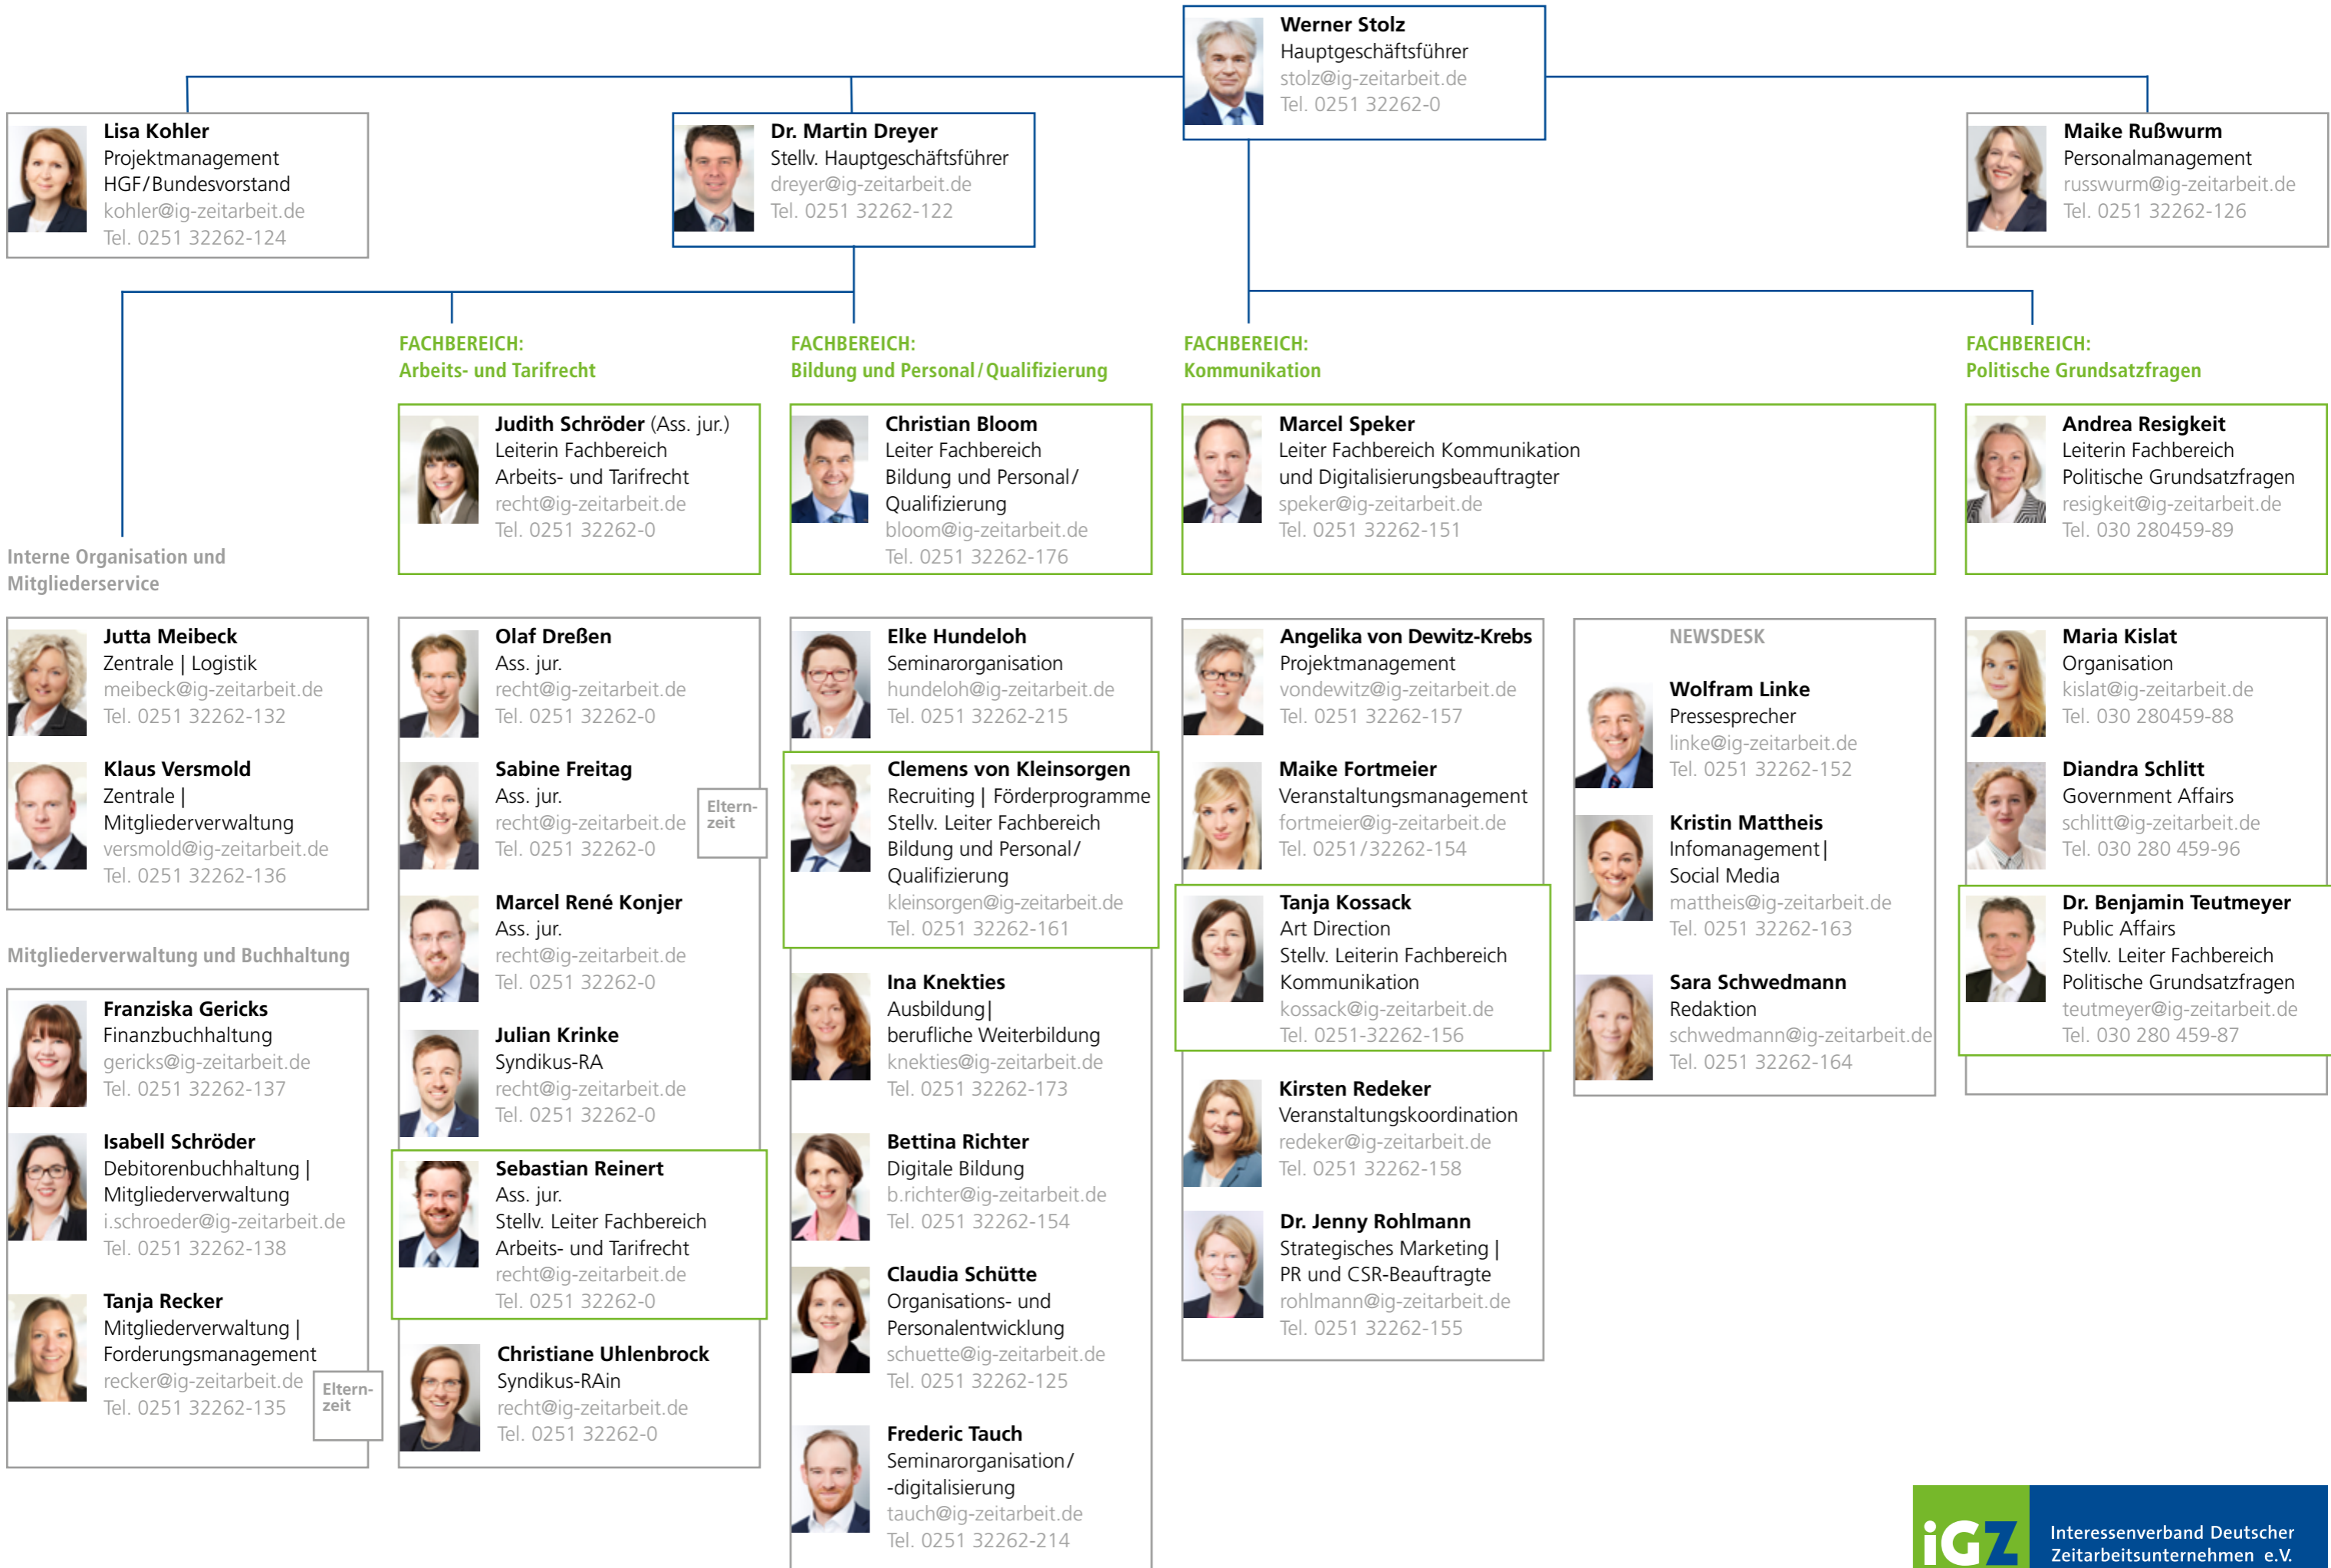 Werner Stolz
Hauptgeschäftsführer
stolz@ig-zeitarbeit.de
Tel. 0251 32262-0
Lisa Kohler
Projektmanagement
HGF/Bundesvorstand
kohler@ig-zeitarbeit.de
Tel. 0251 32262-124
Dr. Martin Dreyer
Stellv. Hauptgeschäftsführer
dreyer@ig-zeitarbeit.de
Tel. 0251 32262-122
Maike Rußwurm
Personalmanagement
russwurm@ig-zeitarbeit.de
Tel. 0251 32262-126
Interne Organisation und
Mitgliederservice
Jutta Meibeck
Zentrale | Logistik
meibeck@ig-zeitarbeit.de
Tel. 0251 32262-132
Klaus Versmold
Zentrale |
Mitgliederverwaltung
versmold@ig-zeitarbeit.de
Tel. 0251 32262-136
Mitgliederverwaltung und Buchhaltung
Franziska Gericks
Finanzbuchhaltung
gericks@ig-zeitarbeit.de
Tel. 0251 32262-137
Isabell Schröder
Debitorenbuchhaltung |
Mitgliederverwaltung
i.schroeder@ig-zeitarbeit.de
Tel. 0251 32262-138
Tanja Recker
Mitgliederverwaltung |
Forderungsmanagement
recker@ig-zeitarbeit.de
Tel. 0251 32262-135
Eltern-
zeit
FACHBEREICH:
Arbeits- und Tarifrecht
Judith Schröder (Ass. jur.)
Leiterin Fachbereich
Arbeits- und Tarifrecht
recht@ig-zeitarbeit.de
Tel. 0251 32262-0
Olaf Dreßen
Ass. jur.
recht@ig-zeitarbeit.de
Tel. 0251 32262-0
Sabine Freitag
Ass. jur.
recht@ig-zeitarbeit.de
Tel. 0251 32262-0
Eltern-
zeit
Marcel René Konjer
Ass. jur.
recht@ig-zeitarbeit.de
Tel. 0251 32262-0
Julian Krinke
Syndikus-RA
recht@ig-zeitarbeit.de
Tel. 0251 32262-0
Sebastian Reinert
Ass. jur.
Stellv. Leiter Fachbereich
Arbeits- und Tarifrecht
recht@ig-zeitarbeit.de
Tel. 0251 32262-0
Christiane Uhlenbrock
Syndikus-RAin
recht@ig-zeitarbeit.de
Tel. 0251 32262-0
FACHBEREICH:
Bildung und Personal/Qualifizierung
Christian Bloom
Leiter Fachbereich
Bildung und Personal/
Qualifizierung
bloom@ig-zeitarbeit.de
Tel. 0251 32262-176
Elke Hundeloh
Seminarorganisation
hundeloh@ig-zeitarbeit.de
Tel. 0251 32262-215
Clemens von Kleinsorgen
Recruiting | Förderprogramme
Stellv. Leiter Fachbereich
Bildung und Personal/
Qualifizierung
kleinsorgen@ig-zeitarbeit.de
Tel. 0251 32262-161
Ina Knekties
Ausbildung|
berufliche Weiterbildung
knekties@ig-zeitarbeit.de
Tel. 0251 32262-173
Bettina Richter
Digitale Bildung
b.richter@ig-zeitarbeit.de
Tel. 0251 32262-154
Claudia Schütte
Organisations- und
Personalentwicklung
schuette@ig-zeitarbeit.de
Tel. 0251 32262-125
Frederic Tauch
Seminarorganisation/
-digitalisierung
tauch@ig-zeitarbeit.de
Tel. 0251 32262-214
FACHBEREICH:
Kommunikation
Marcel Speker
Leiter Fachbereich Kommunikation
und Digitalisierungsbeauftragter
speker@ig-zeitarbeit.de
Tel. 0251 32262-151
Angelika von Dewitz-Krebs
Projektmanagement
vondewitz@ig-zeitarbeit.de
Tel. 0251 32262-157
Maike Fortmeier
Veranstaltungsmanagement
fortmeier@ig-zeitarbeit.de
Tel. 0251/32262-154
Tanja Kossack
Art Direction
Stellv. Leiterin Fachbereich
Kommunikation
kossack@ig-zeitarbeit.de
Tel. 0251-32262-156
Kirsten Redeker
Veranstaltungskoordination
redeker@ig-zeitarbeit.de
Tel. 0251 32262-158
Dr. Jenny Rohlmann
Strategisches Marketing |
PR und CSR-Beauftragte
rohlmann@ig-zeitarbeit.de
Tel. 0251 32262-155
NEWSDESK
Wolfram Linke
Pressesprecher
linke@ig-zeitarbeit.de
Tel. 0251 32262-152
Kristin Mattheis
Infomanagement|
Social Media
mattheis@ig-zeitarbeit.de
Tel. 0251 32262-163
Sara Schwedmann
Redaktion
schwedmann@ig-zeitarbeit.de
Tel. 0251 32262-164
FACHBEREICH:
Politische Grundsatzfragen
Andrea Resigkeit
Leiterin Fachbereich
Politische Grundsatzfragen
resigkeit@ig-zeitarbeit.de
Tel. 030 280459-89
Maria Kislat
Organisation
kislat@ig-zeitarbeit.de
Tel. 030 280459-88
Diandra Schlitt
Government Affairs
schlitt@ig-zeitarbeit.de
Tel. 030 280 459-96
Dr. Benjamin Teutmeyer
Public Affairs
Stellv. Leiter Fachbereich
Politische Grundsatzfragen
teutmeyer@ig-zeitarbeit.de
Tel. 030 280 459-87
iGZ
Interessenverband Deutscher
Zeitarbeitsunternehmen e.V.